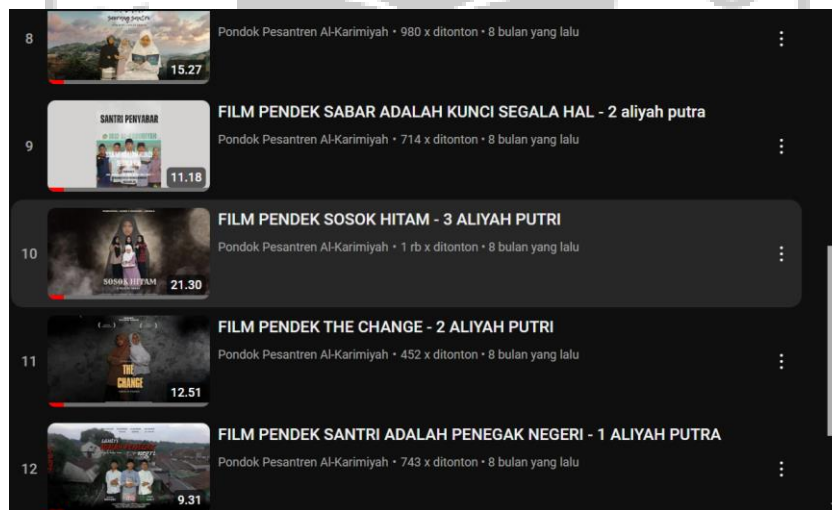 8
seorang santri
15.27
Pondok Pesantren Al-Karimiyah • 980 x ditonton • 8 bulan yang lalu
9
SANTRI PENYABAR
11.18
FILM PENDEK SABAR ADALAH KUNCI SEGALA HAL - 2 aliyah putra
Pondok Pesantren Al-Karimiyah • 714 x ditonton • 8 bulan yang lalu
10
SOSOK HITAM
21.30
FILM PENDEK SOSOK HITAM - 3 ALIYAH PUTRI
Pondok Pesantren Al-Karimiyah • 1 rb x ditonton • 8 bulan yang lalu
11
THE
CHANGE
12.51
FILM PENDEK THE CHANGE - 2 ALIYAH PUTRI
Pondok Pesantren Al-Karimiyah • 452 x ditonton • 8 bulan yang lalu
12
9.31
FILM PENDEK SANTRI ADALAH PENEGAK NEGERI - 1 ALIYAH PUTRA
Pondok Pesantren Al-Karimiyah • 743 x ditonton • 8 bulan yang lalu